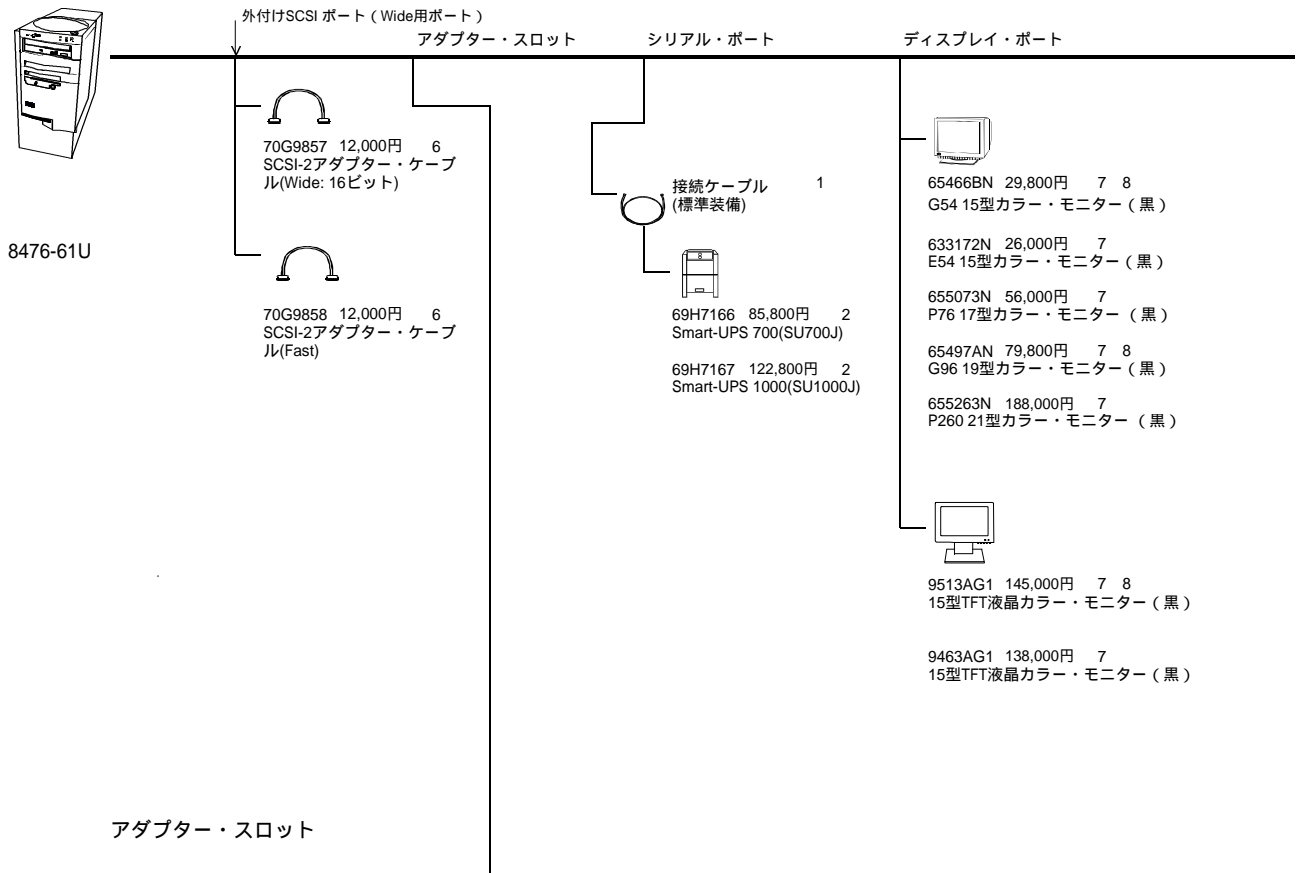 外付けSCSI ポート（Wide用ポート）
アダプター・スロット
シリアル・ポート
ディスプレイ・ポート
8476-61U
70G9857 12,000円 6
SCSI-2アダプター・ケーブ
ル(Wide: 16ビット)
70G9858 12,000円 6
SCSI-2アダプター・ケーブ
ル(Fast)
接続ケーブル 1
(標準装備)
69H7166 85,800円 2
Smart-UPS 700(SU700J)
69H7167 122,800円 2
Smart-UPS 1000(SU1000J)
65466BN 29,800円 7 8
G54 15型カラー・モニター（黒）
633172N 26,000円 7
E54 15型カラー・モニター（黒）
655073N 56,000円 7
P76 17型カラー・モニター （黒）
65497AN 79,800円 7 8
G96 19型カラー・モニター（黒）
655263N 188,000円 7
P260 21型カラー・モニター （黒）
9513AG1 145,000円 7 8
15型TFT液晶カラー・モニター（黒）
9463AG1 138,000円 7
15型TFT液晶カラー・モニター（黒）
アダプター・スロット